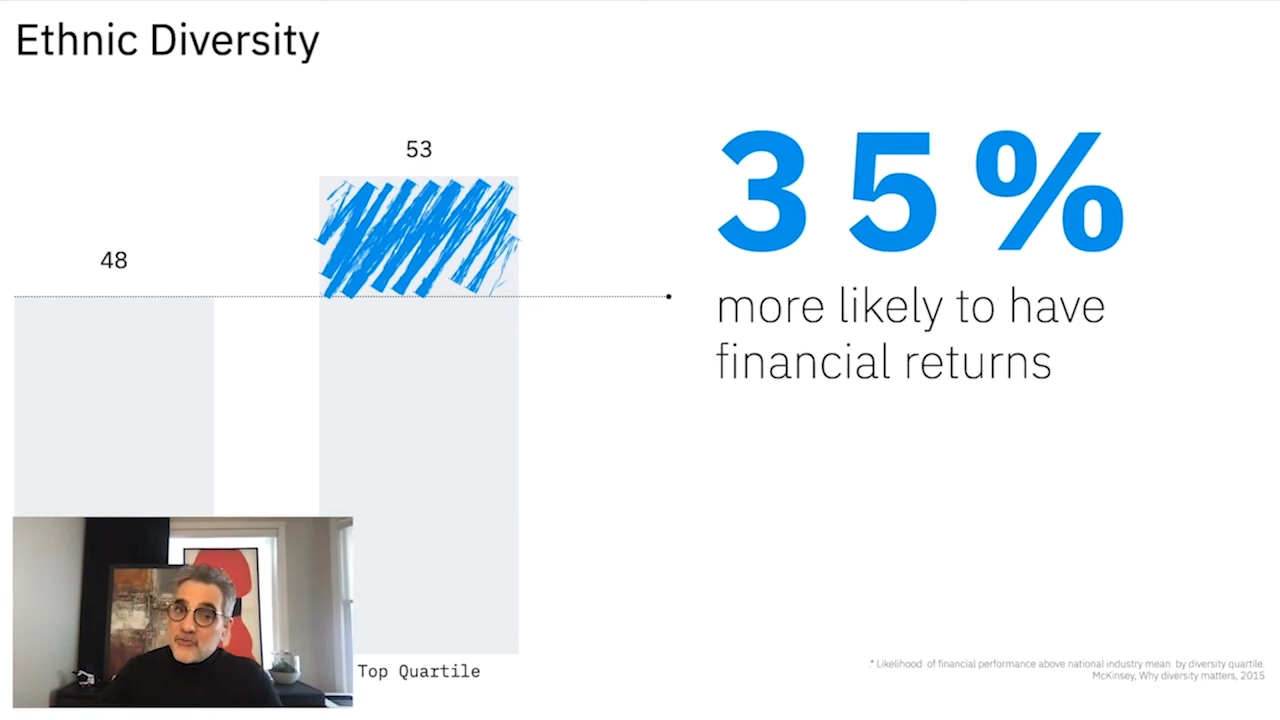 Ethnic Diversity
53
48
35%
more likely to have
financial returns
Top Quartile
.* Likelihood of financial performance above national industry mean by diversity quartile.
McKinsey, Why diversity matters, 2015